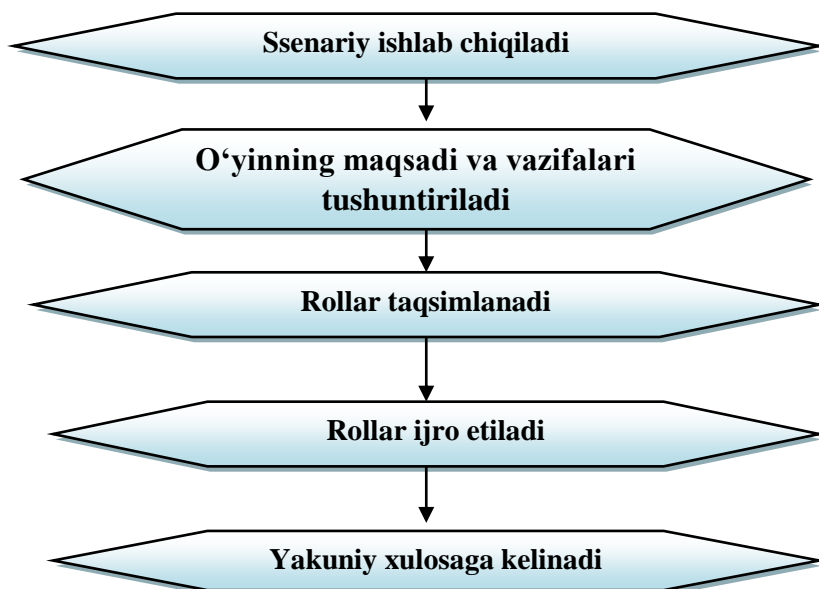 Ssenariy ishlab chiqiladi
O‘yinning maqsadi va vazifalari
tushuntiriladi
Rollar taqsimlanadi
Rollar ijro etiladi
Yakuniy xulosaga kelinadi